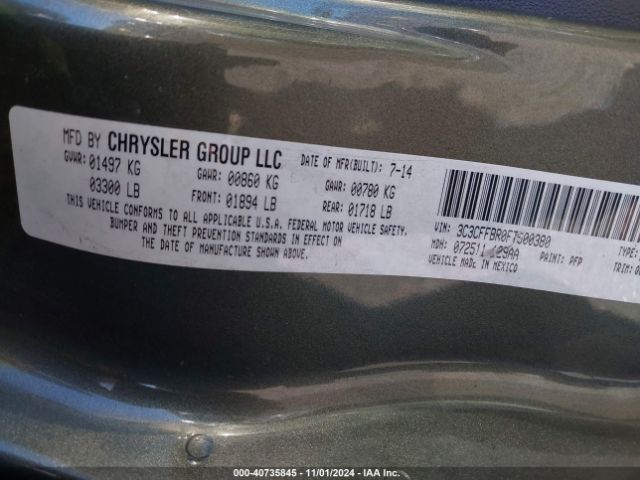 MFD BY CHRYSLER GROUP LLC
DATE OF MFR(BUILT): 7-14
GVWR: 01497 KG
GAWR: 00860 KG
GAWR: 00780 KG
03300 LB
FRONT: 01894 LB
REAR: 01718 LB
THIS VEHICLE CONFORMS TO ALL APPLICABLE U.S.A. FEDERAL MOTOR VEHICLE SAFETY,
BUMPER AND THEFT PREVENTION STANDARDS IN EFFECT ON
THE DATE OF MANUFACTURE SHOWN ABOVE.
VIN: 3C3CFFBR0FT500380
TYPE:
MDH: 072511 129AA
PAINT: PFP
VEHICLE MADE IN MEXICO
TRIM:
000-40735845 - 11/01/2024 - IAA Inc.